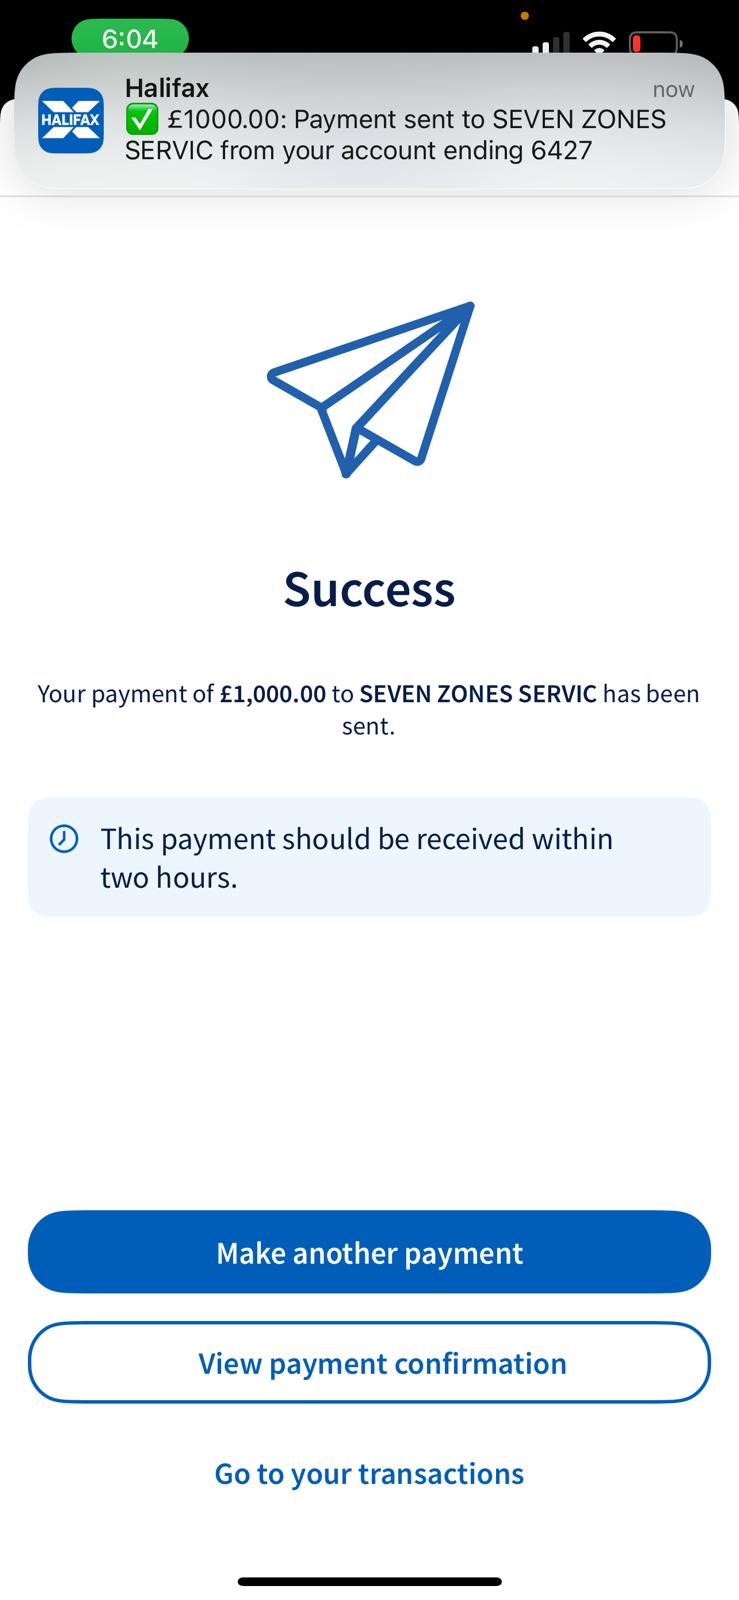 6:04
Halifax now
HALIFAX
✅ £1000.00: Payment sent to SEVEN ZONES
SERVIC from your account ending 6427
Success
Your payment of £1,000.00 to SEVEN ZONES SERVIC has been
sent.
This payment should be received within
two hours.
Make another payment
View payment confirmation
Go to your transactions